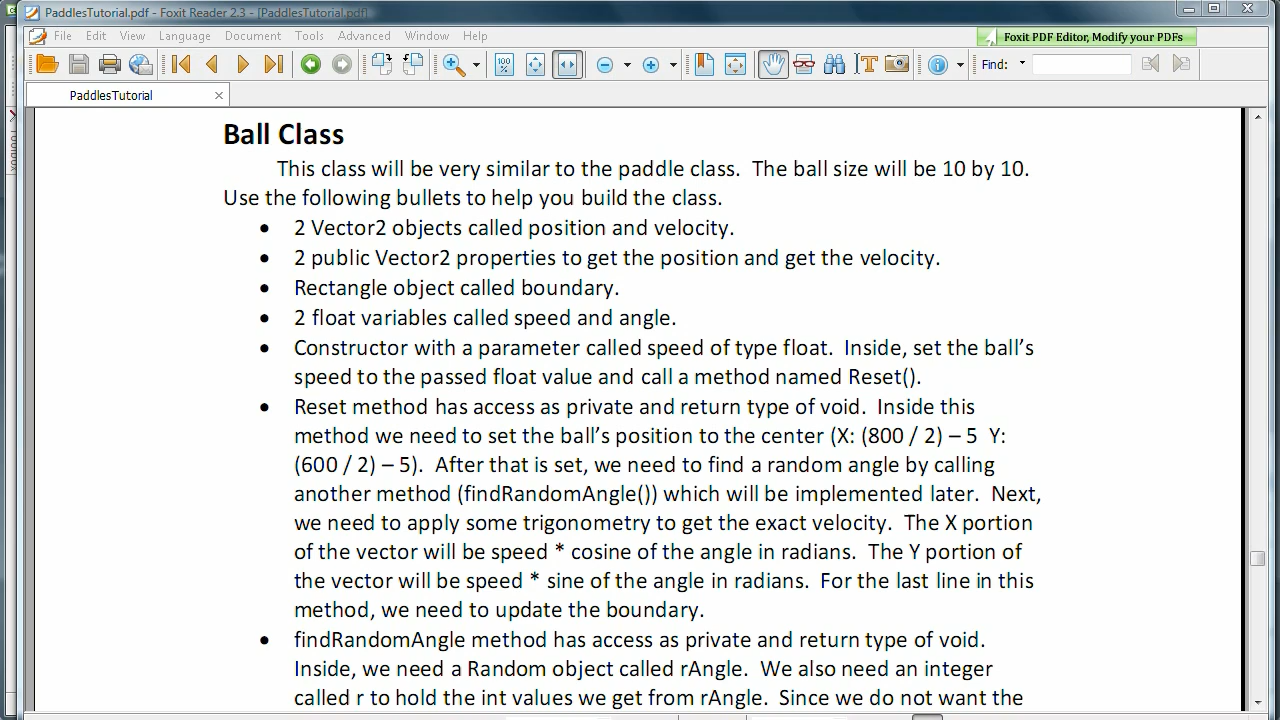 PaddlesTutorial.pdf - Foxit Reader 2.3 - [PaddlesTutorial.pdf]
File Edit View Language Document Tools Advanced Window Help
Foxit PDF Editor, Modify your PDFs
100 %
Find:
PaddlesTutorial
Ball Class
This class will be very similar to the paddle class. The ball size will be 10 by 10.
Use the following bullets to help you build the class.
• 2 Vector2 objects called position and velocity.
• 2 public Vector2 properties to get the position and get the velocity.
• Rectangle object called boundary.
• 2 float variables called speed and angle.
• Constructor with a parameter called speed of type float. Inside, set the ball’s
speed to the passed float value and call a method named Reset().
• Reset method has access as private and return type of void. Inside this
method we need to set the ball’s position to the center (X: (800 / 2) – 5 Y:
(600 / 2) – 5). After that is set, we need to find a random angle by calling
another method (findRandomAngle()) which will be implemented later. Next,
we need to apply some trigonometry to get the exact velocity. The X portion
of the vector will be speed * cosine of the angle in radians. The Y portion of
the vector will be speed * sine of the angle in radians. For the last line in this
method, we need to update the boundary.
• findRandomAngle method has access as private and return type of void.
Inside, we need a Random object called rAngle. We also need an integer
called r to hold the int values we get from rAngle. Since we do not want the